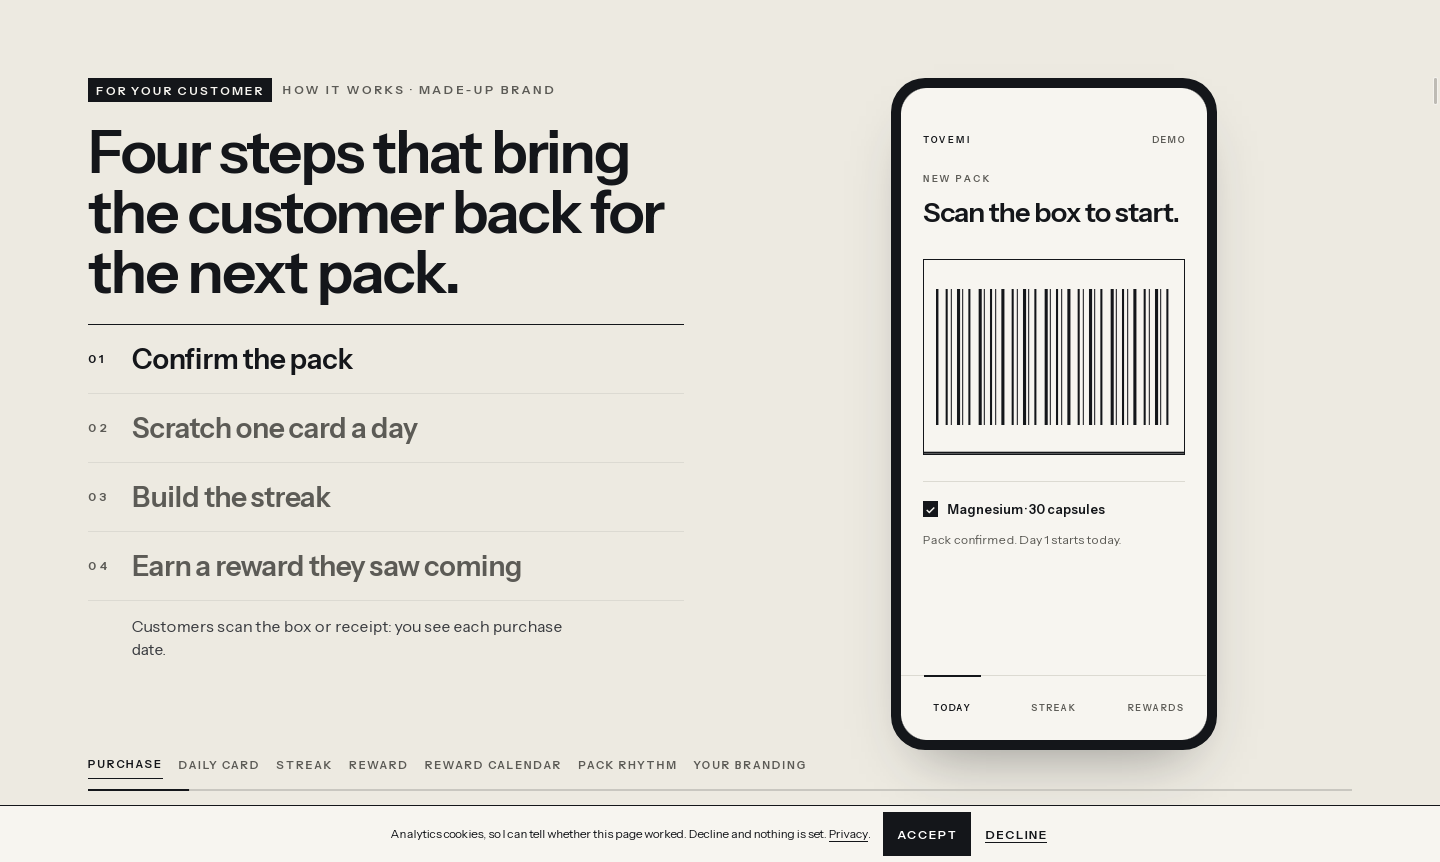 FOR YOUR CUSTOMER HOW IT WORKS · MADE-UP BRAND
Four steps that bring
the customer back for
the next pack.
01 Confirm the pack
02 Scratch one card a day
03 Build the streak
04 Earn a reward they saw coming
Customers scan the box or receipt: you see each purchase
date.
TOVEMI DEMO
NEW PACK
Scan the box to start.
Magnesium · 30 capsules
Pack confirmed. Day 1 starts today.
TODAY STREAK REWARDS
PURCHASE DAILY CARD STREAK REWARD REWARD CALENDAR PACK RHYTHM YOUR BRANDING
Analytics cookies, so I can tell whether this page worked. Decline and nothing is set. Privacy. ACCEPT DECLINE